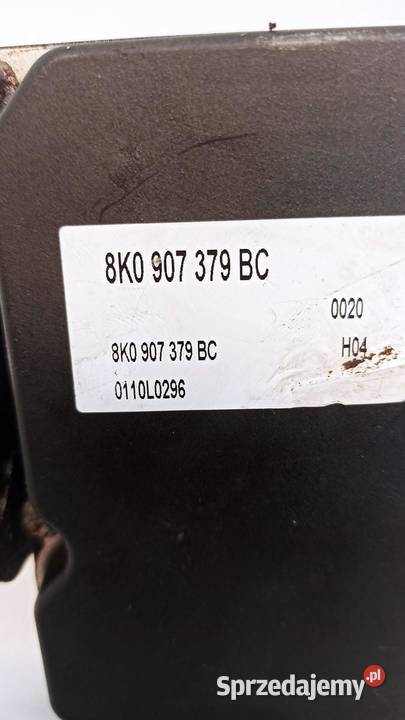 8K0 907 379 BC
0020
8K0 907 379 BC H04
0110L0296
Sprzedajemy.pl